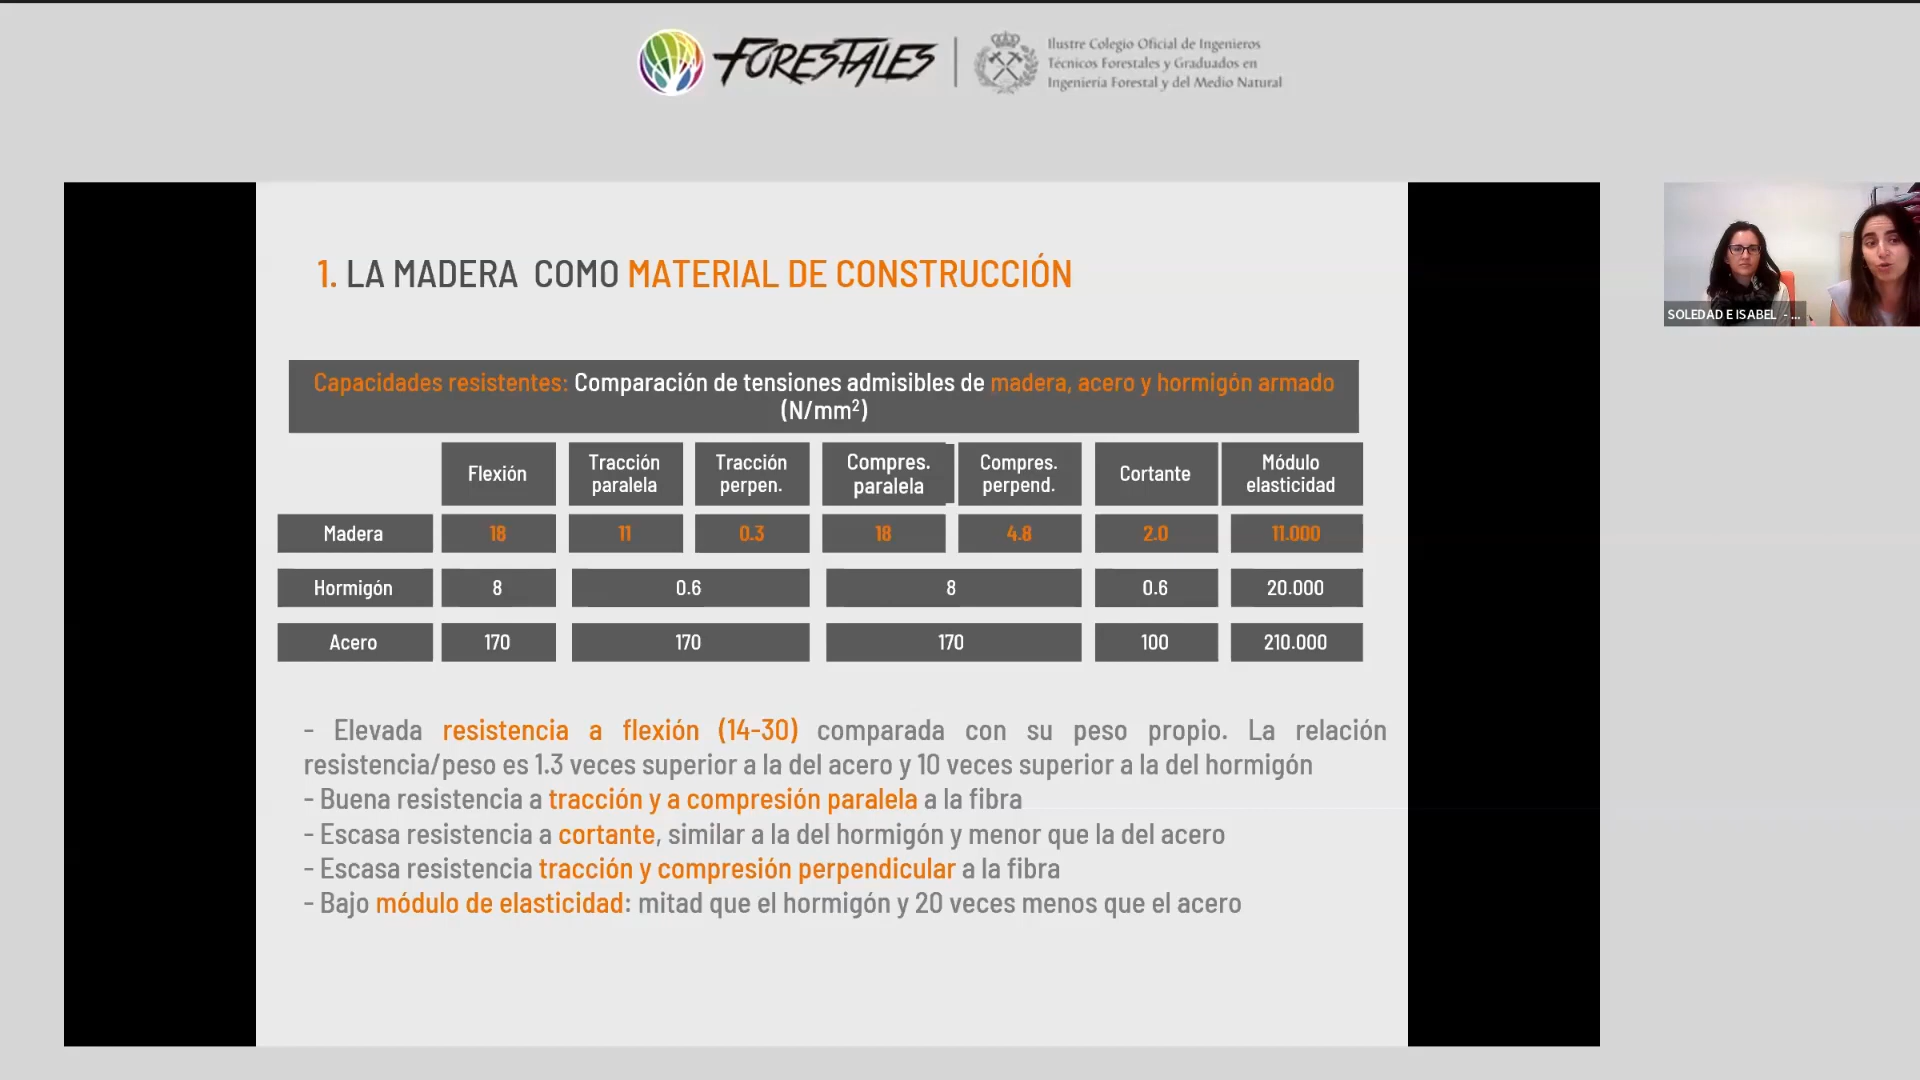 FORESTALES
Ilustre Colegio Oficial de Ingenieros
Técnicos Forestales y Graduados en
Ingeniería Forestal y del Medio Natural
1. LA MADERA COMO MATERIAL DE CONSTRUCCIÓN
SOLEDAD E ISABEL - ...
Capacidades resistentes: Comparación de tensiones admisibles de madera, acero y hormigón armado
(N/mm²)
Flexión
Tracción
paralela
Tracción
perpen.
Compres.
paralela
Compres.
perpend.
Cortante
Módulo
elasticidad
Madera 18 11 0.3 18 4.8 2.0 11.000
Hormigón 8 0.6 8 0.6 20.000
Acero 170 170 170 100 210.000
- Elevada resistencia a flexión (14-30) comparada con su peso propio. La relación
resistencia/peso es 1.3 veces superior a la del acero y 10 veces superior a la del hormigón
- Buena resistencia a tracción y a compresión paralela a la fibra
- Escasa resistencia a cortante, similar a la del hormigón y menor que la del acero
- Escasa resistencia tracción y compresión perpendicular a la fibra
- Bajo módulo de elasticidad: mitad que el hormigón y 20 veces menos que el acero